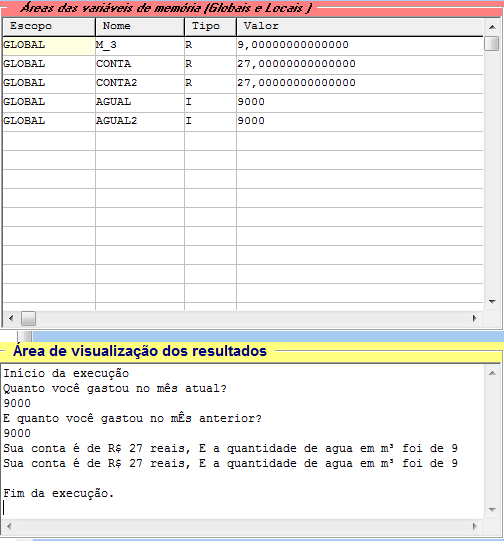 Áreas das variáveis de memória (Globais e Locais )
Escopo Nome Tipo Valor
GLOBAL M_3 R 9,00000000000000
GLOBAL CONTA R 27,00000000000000
GLOBAL CONTA2 R 27,00000000000000
GLOBAL AGUAL I 9000
GLOBAL AGUAL2 I 9000
Área de visualização dos resultados
Início da execução
Quanto você gastou no mês atual?
9000
E quanto você gastou no mÊs anterior?
9000
Sua conta é de R$ 27 reais, E a quantidade de agua em m³ foi de 9
Sua conta é de R$ 27 reais, E a quantidade de agua em m³ foi de 9
Fim da execução.